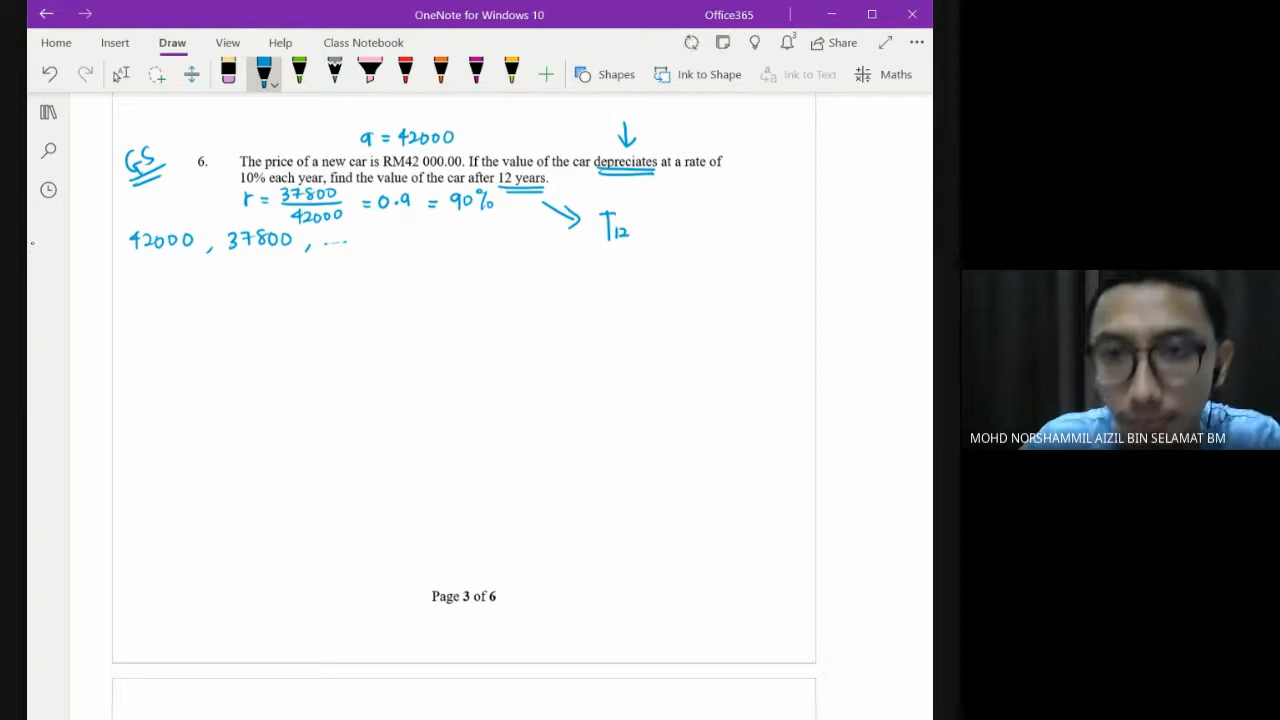 OneNote for Windows 10
Office365
Home Insert Draw View Help Class Notebook
3 Share
Shapes Ink to Shape Ink to Text Maths
a = 42000
GS
6. The price of a new car is RM42 000.00. If the value of the car depreciates at a rate of
10% each year, find the value of the car after 12 years.
r = 37800/42000 = 0.9 = 90%
T12
42000 , 37800 , ...
Page 3 of 6
MOHD NORSHAMMIL AIZIL BIN SELAMAT BM